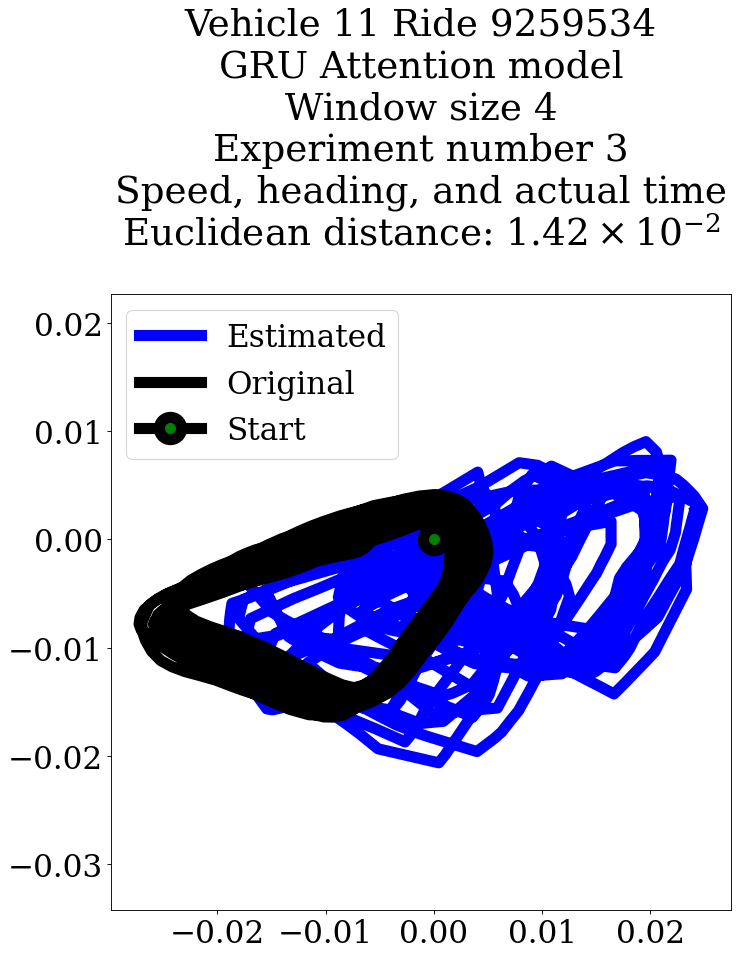 Vehicle 11 Ride 9259534
GRU Attention model
Window size 4
Experiment number 3
Speed, heading, and actual time
Euclidean distance: 1.42 × 10⁻²
Estimated
Original
Start
0.02
0.01
0.00
−0.01
−0.02
−0.03
−0.02 −0.01 0.00 0.01 0.02